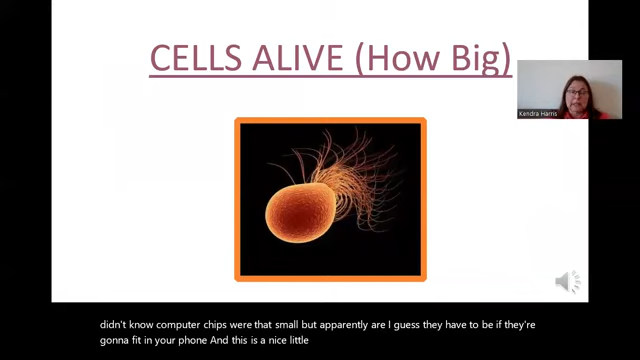 CELLS ALIVE (How Big)
Kendra Harris
didn't know computer chips were that small but apparently are I guess they have to be if they're
gonna fit in your phone And this is a nice little